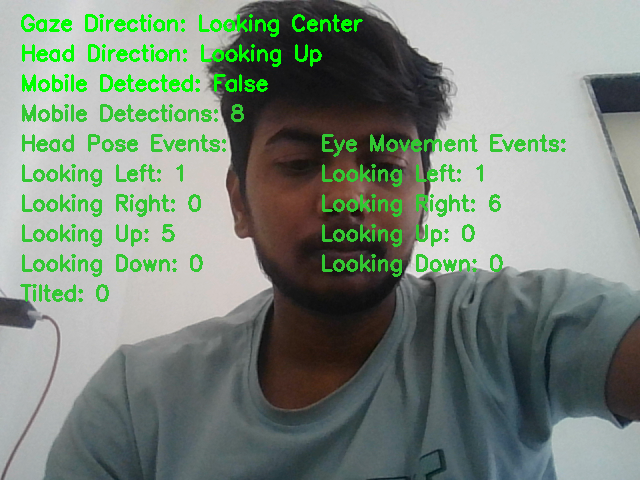 Gaze Direction: Looking Center
Head Direction: Looking Up
Mobile Detected: False
Mobile Detections: 8
Head Pose Events:
Looking Left: 1
Looking Right: 0
Looking Up: 5
Looking Down: 0
Tilted: 0
Eye Movement Events:
Looking Left: 1
Looking Right: 6
Looking Up: 0
Looking Down: 0